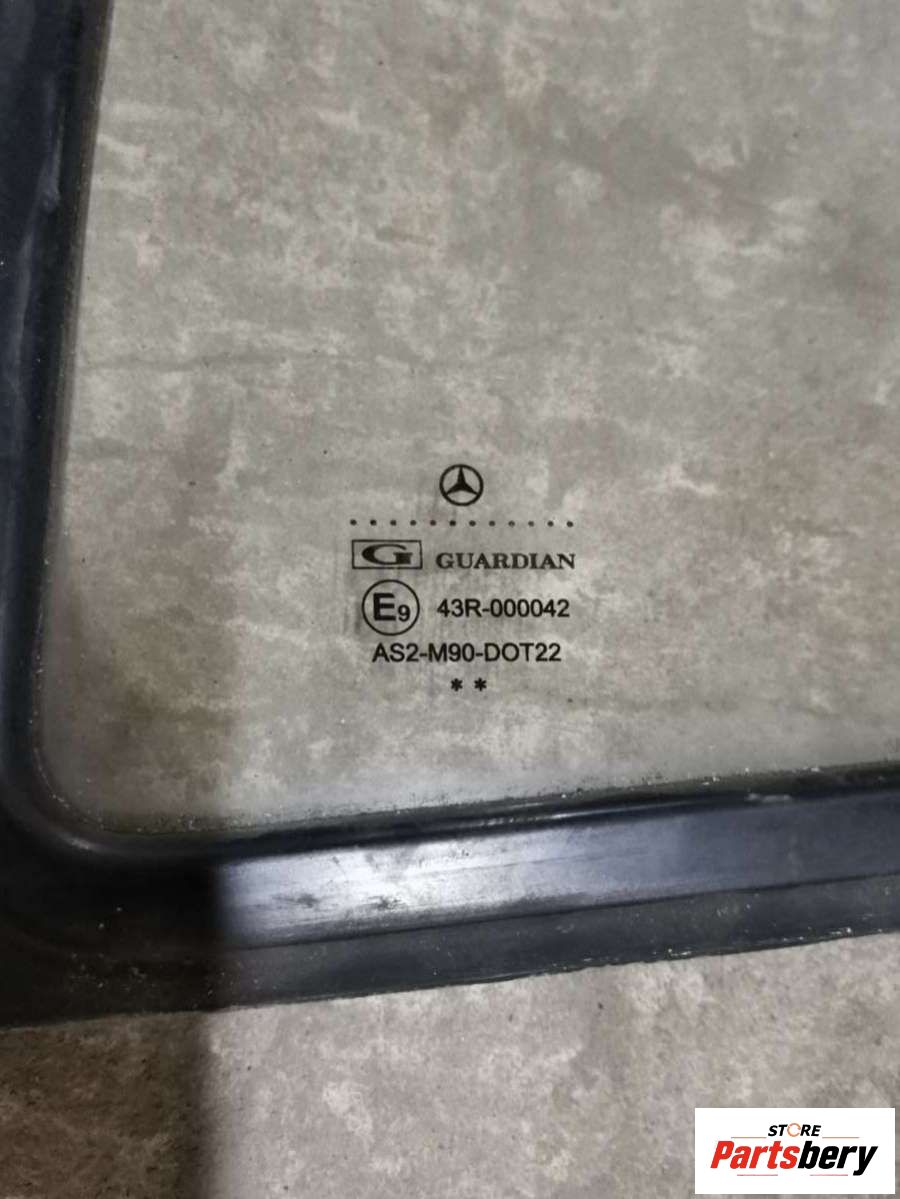 G GUARDIAN
E9 43R-000042
AS2-M90-DOT22
* *
STORE
Partsbery